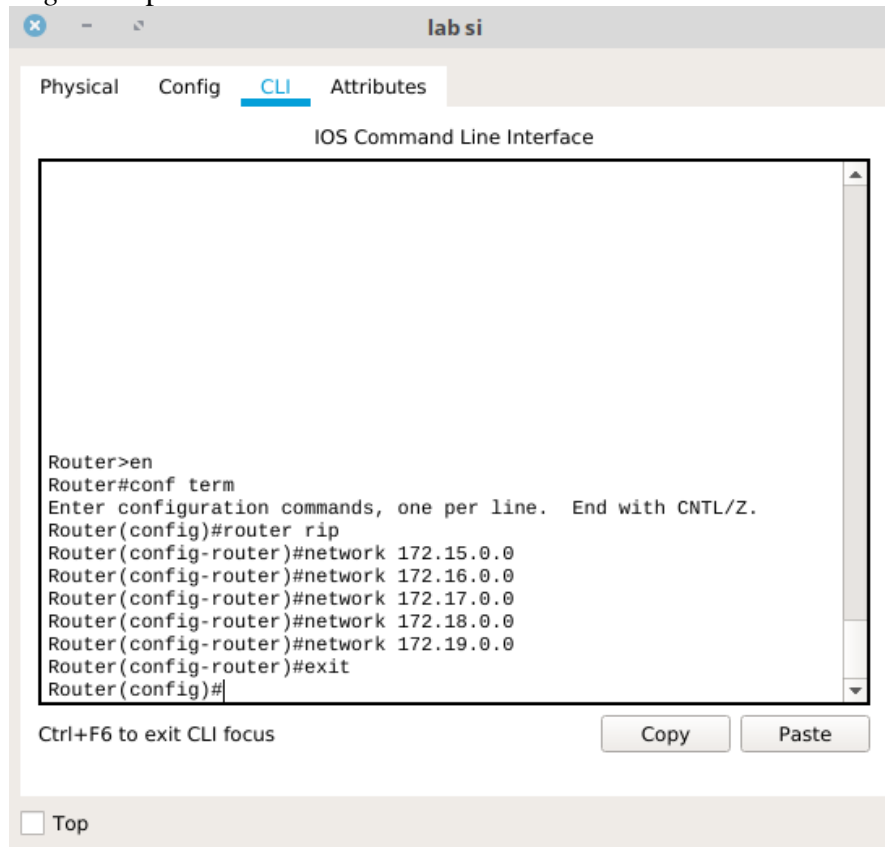 lab si
Physical Config CLI Attributes
IOS Command Line Interface
Router>en
Router#conf term
Enter configuration commands, one per line.  End with CNTL/Z.
Router(config)#router rip
Router(config-router)#network 172.15.0.0
Router(config-router)#network 172.16.0.0
Router(config-router)#network 172.17.0.0
Router(config-router)#network 172.18.0.0
Router(config-router)#network 172.19.0.0
Router(config-router)#exit
Router(config)#
Ctrl+F6 to exit CLI focus Copy Paste
Top